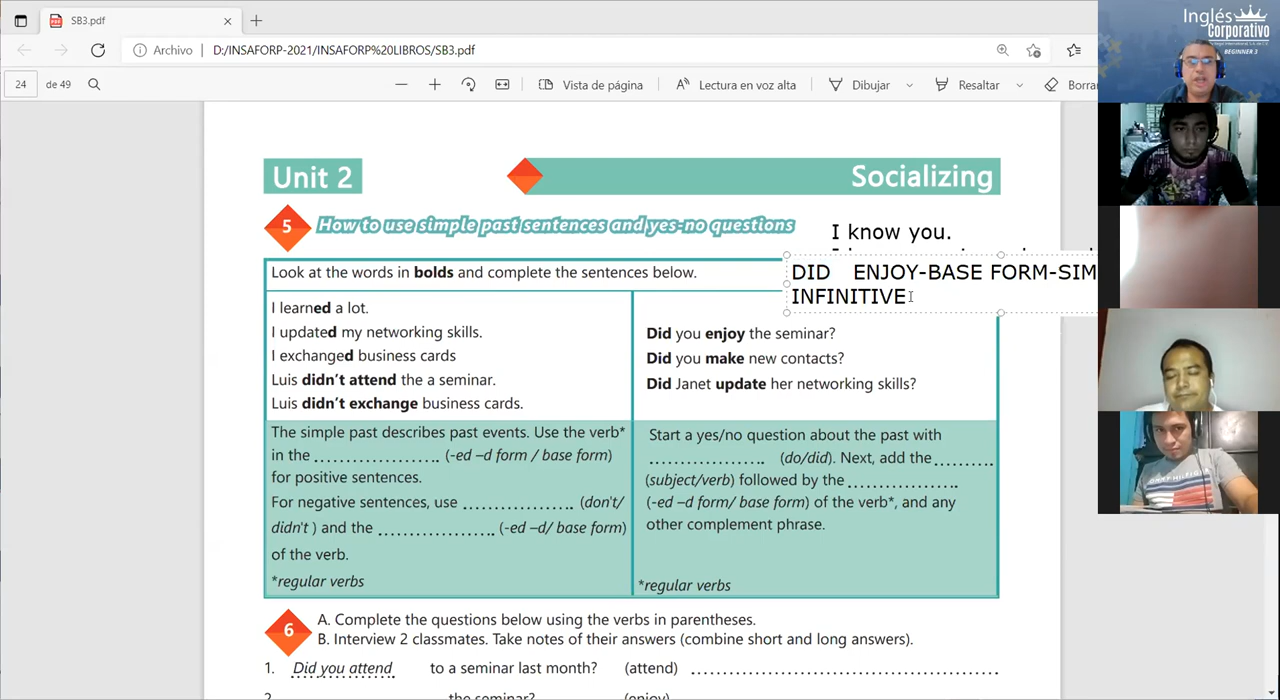 SB3.pdf
Archivo | D:/INSAFORP-2021/INSAFORP%20LIBROS/SB3.pdf
24 de 49
Vista de página
Lectura en voz alta
Dibujar
Resaltar
Borrar
Inglés
Corporativo
BEGINNER 3
Unit 2
Socializing
5 How to use simple past sentences and yes-no questions
I know you.
DID ENJOY-BASE FORM-SIM
INFINITIVE
Look at the words in bolds and complete the sentences below.
I learned a lot.
I updated my networking skills.
I exchanged business cards
Luis didn't attend the a seminar.
Luis didn't exchange business cards.
Did you enjoy the seminar?
Did you make new contacts?
Did Janet update her networking skills?
The simple past describes past events. Use the verb*
in the .................... (-ed –d form / base form)
for positive sentences.
For negative sentences, use .................. (don't/
didn't ) and the ................... (-ed –d/ base form)
of the verb.
*regular verbs
Start a yes/no question about the past with
................... (do/did). Next, add the..........
(subject/verb) followed by the ..................
(-ed –d form/ base form) of the verb*, and any
other complement phrase.
*regular verbs
6 A. Complete the questions below using the verbs in parentheses.
B. Interview 2 classmates. Take notes of their answers (combine short and long answers).
1. Did you attend to a seminar last month? (attend) ..................................................
2. the seminar? (enjoy)